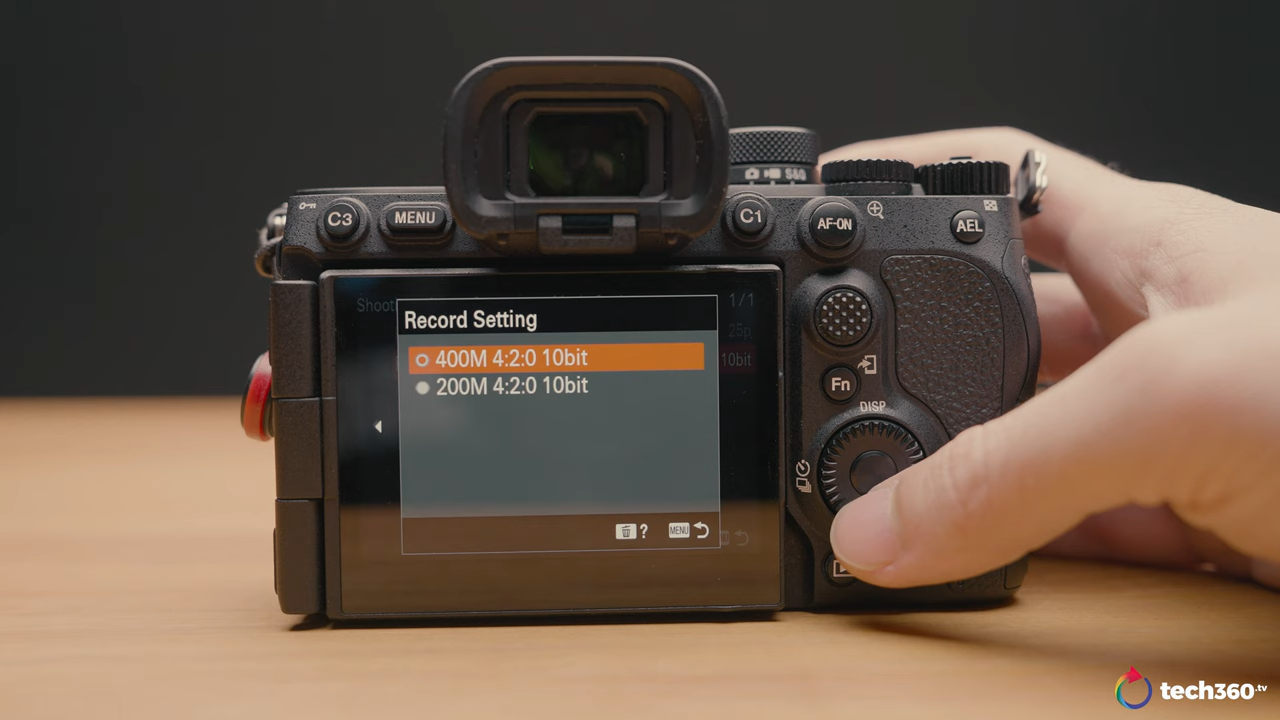 S&Q
C3
MENU
C1
AF-ON
AEL
Shoot
1/1
Record Setting
25p
400M 4:2:0 10bit
10bit
200M 4:2:0 10bit
Fn
DISP
?
MENU
tech360.tv